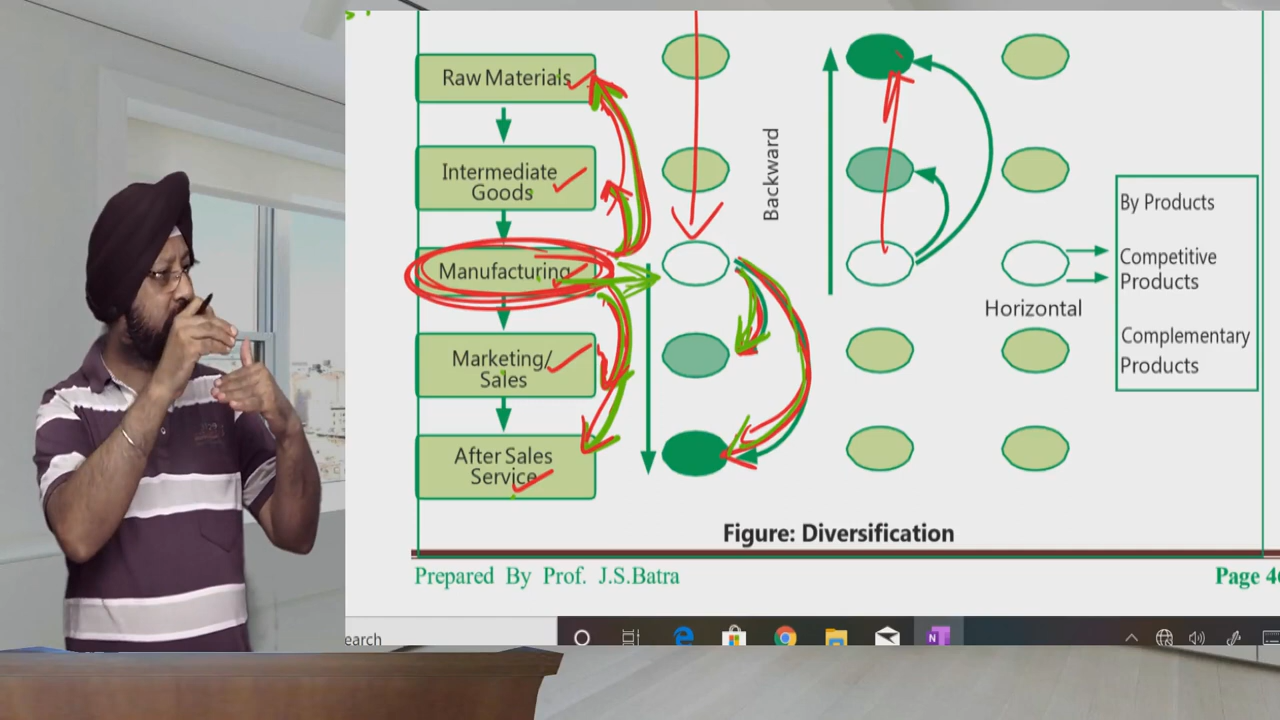 Raw Materials
Intermediate
Goods
Manufacturing
Marketing/
Sales
After Sales
Service
Backward
Horizontal
By Products
Competitive
Products
Complementary
Products
Figure: Diversification
Prepared By Prof. J.S.Batra
Page 46
earch